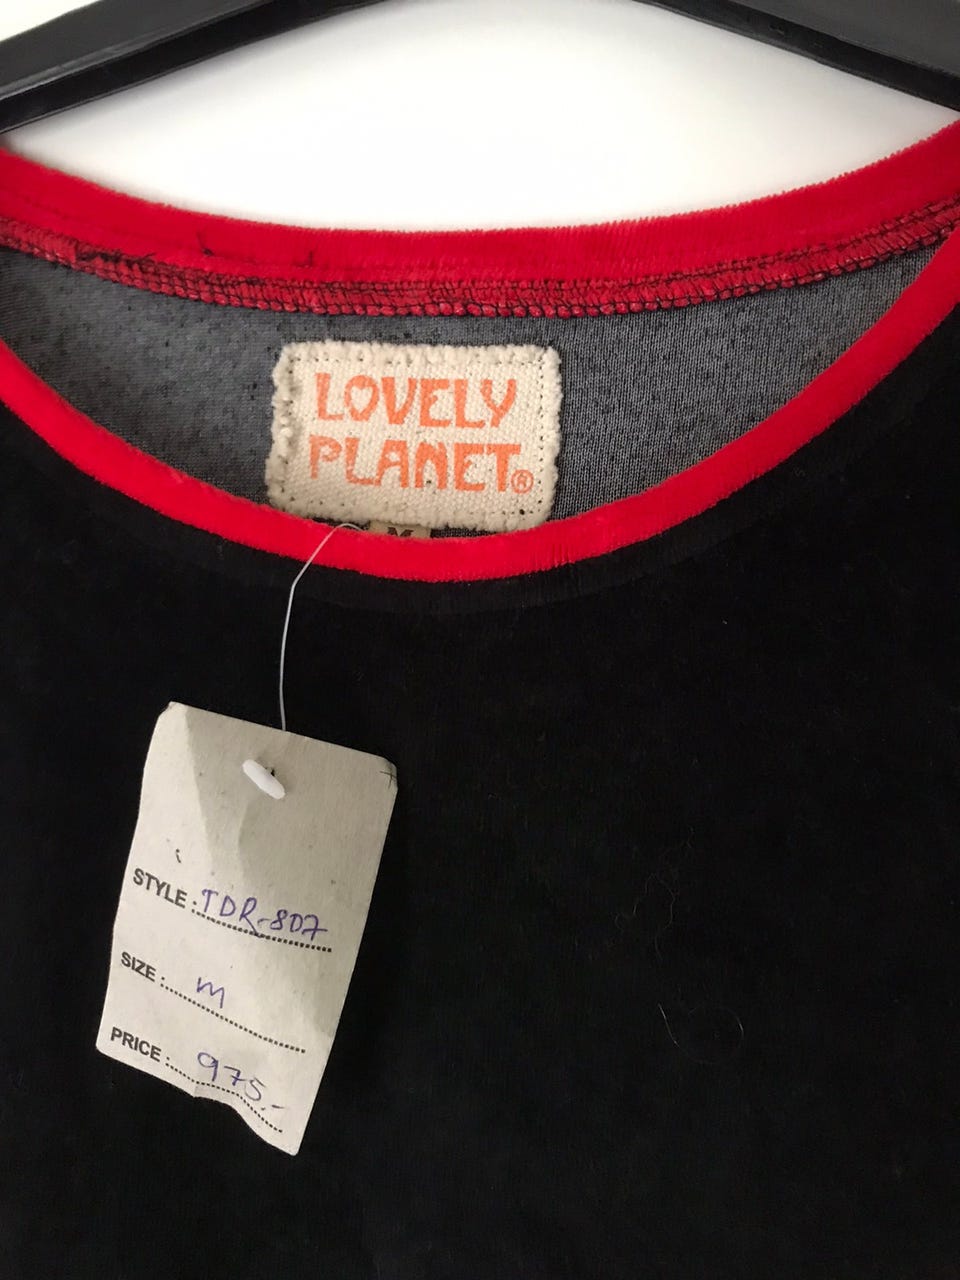 LOVELY
PLANET®
M
STYLE : TDR-807
SIZE : M
PRICE : 975.-